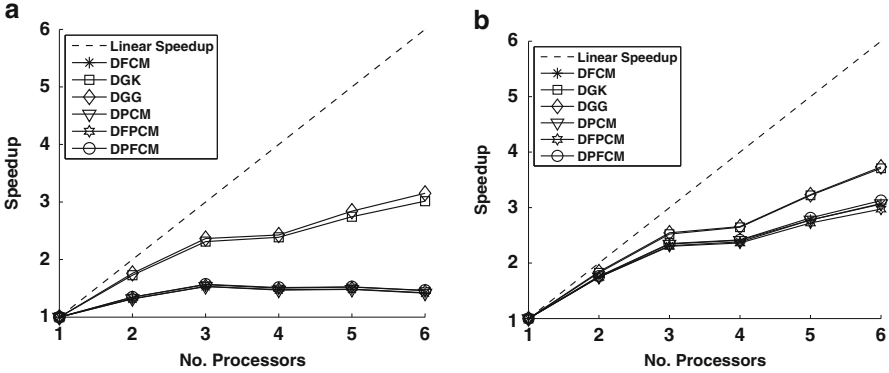 a
6
5
4
3
2
1
Speedup
Linear Speedup
DFCM
DGK
DGG
DPCM
DFPCM
DPFCM
1 2 3 4 5 6
No. Processors
b
6
5
4
3
2
1
Speedup
Linear Speedup
DFCM
DGK
DGG
DPCM
DFPCM
DPFCM
1 2 3 4 5 6
No. Processors